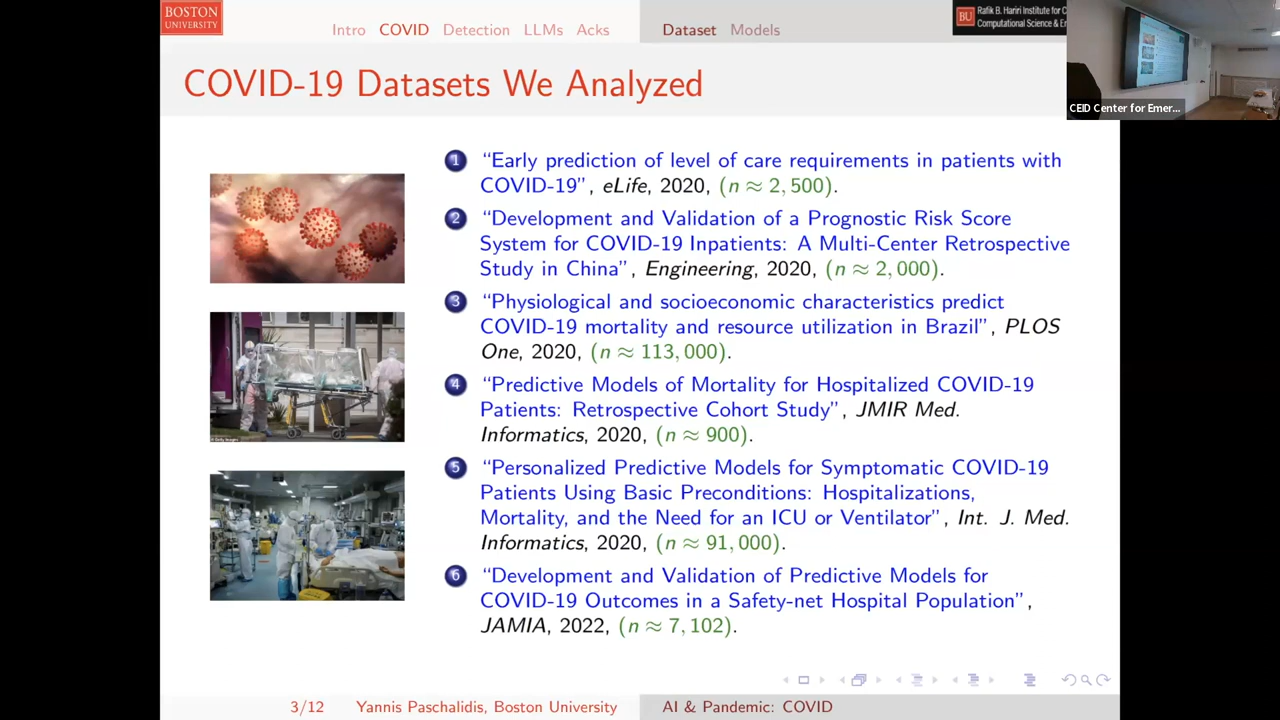 BOSTON
UNIVERSITY
Intro COVID Detection LLMs Acks
Dataset Models
BU
Rafik B. Hariri Institute for C
Computational Science & En
CEID Center for Emer...
COVID-19 Datasets We Analyzed
1 “Early prediction of level of care requirements in patients with
COVID-19”, eLife, 2020, (n ≈ 2, 500).
2 “Development and Validation of a Prognostic Risk Score
System for COVID-19 Inpatients: A Multi-Center Retrospective
Study in China”, Engineering, 2020, (n ≈ 2, 000).
3 “Physiological and socioeconomic characteristics predict
COVID-19 mortality and resource utilization in Brazil”, PLOS
One, 2020, (n ≈ 113, 000).
4 “Predictive Models of Mortality for Hospitalized COVID-19
Patients: Retrospective Cohort Study”, JMIR Med.
Informatics, 2020, (n ≈ 900).
5 “Personalized Predictive Models for Symptomatic COVID-19
Patients Using Basic Preconditions: Hospitalizations,
Mortality, and the Need for an ICU or Ventilator”, Int. J. Med.
Informatics, 2020, (n ≈ 91, 000).
6 “Development and Validation of Predictive Models for
COVID-19 Outcomes in a Safety-net Hospital Population”,
JAMIA, 2022, (n ≈ 7, 102).
3/12 Yannis Paschalidis, Boston University
AI & Pandemic: COVID